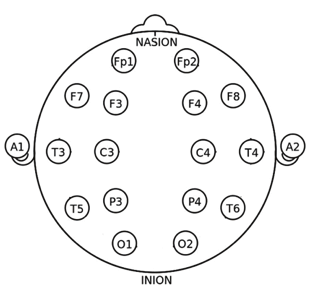 NASION
Fp1 Fp2
F7 F3 F4 F8
A1 T3 C3 C4 T4 A2
T5 P3 P4 T6
O1 O2
INION